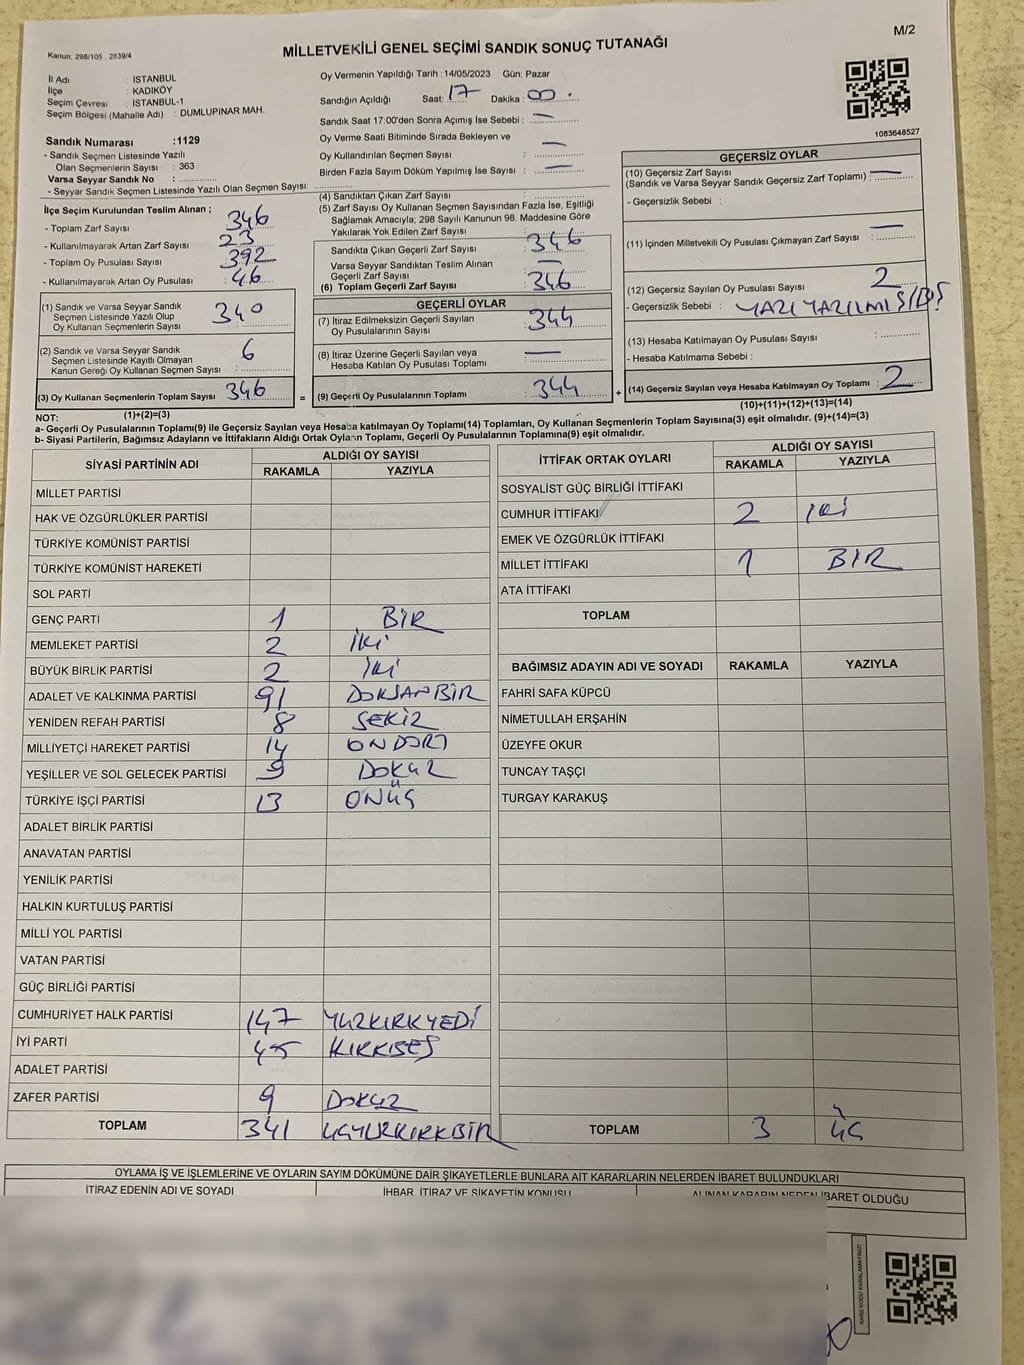 M/2
Kanun: 298/105 , 2839/4
MİLLETVEKİLİ GENEL SEÇİMİ SANDIK SONUÇ TUTANAĞI
İl Adı : İSTANBUL
İlçe : KADIKÖY
Seçim Çevresi : İSTANBUL-1
Seçim Bölgesi (Mahalle Adı) : DUMLUPINAR MAH.
Sandık Numarası :1129
- Sandık Seçmen Listesinde Yazılı
Olan Seçmenlerin Sayısı : 363
Varsa Seyyar Sandık No :
- Seyyar Sandık Seçmen Listesinde Yazılı Olan Seçmen Sayısı:
Oy Vermenin Yapıldığı Tarih : 14/05/2023 Gün: Pazar
Sandığın Açıldığı Saat: 17 Dakika : 00
Sandık Saat 17:00'den Sonra Açmış İse Sebebi : —
Oy Verme Saati Bitiminde Sırada Bekleyen ve
Oy Kullandırılan Seçmen Sayısı : —
Birden Fazla Sayım Döküm Yapılmış İse Sayısı : —
1083648527
İlçe Seçim Kurulundan Teslim Alınan ;
- Toplam Zarf Sayısı : 346
- Kullanılmayarak Artan Zarf Sayısı : 23
- Toplam Oy Pusulası Sayısı : 392
- Kullanılmayarak Artan Oy Pusulası : 46
(1) Sandık ve Varsa Seyyar Sandık
Seçmen Listesinde Yazılı Olup
Oy Kullanan Seçmenlerin Sayısı : 340
(2) Sandık ve Varsa Seyyar Sandık
Seçmen Listesinde Kayıtlı Olmayan
Kanun Gereği Oy Kullanan Seçmen Sayısı : 6
(3) Oy Kullanan Seçmenlerin Toplam Sayısı : 346
(1)+(2)=(3)
(4) Sandıktan Çıkan Zarf Sayısı :
(5) Zarf Sayısı Oy Kullanan Seçmen Sayısından Fazla İse, Eşitliği
Sağlamak Amacıyla; 298 Sayılı Kanunun 98. Maddesine Göre
Yakılarak Yok Edilen Zarf Sayısı :
Sandıkta Çıkan Geçerli Zarf Sayısı : 346
Varsa Seyyar Sandıktan Teslim Alınan
Geçerli Zarf Sayısı : —
(6) Toplam Geçerli Zarf Sayısı : 346
GEÇERLİ OYLAR
(7) İtiraz Edilmeksizin Geçerli Sayılan
Oy Pusulalarının Sayısı : 344
(8) İtiraz Üzerine Geçerli Sayılan veya
Hesaba Katılan Oy Pusulaları Toplamı : —
= (9) Geçerli Oy Pusulalarının Toplamı : 344 +
GEÇERSİZ OYLAR
(10) Geçersiz Zarf Sayısı
(Sandık ve Varsa Seyyar Sandık Geçersiz Zarf Toplamı) : —
- Geçersizlik Sebebi :
(11) İçinden Milletvekili Oy Pusulası Çıkmayan Zarf Sayısı : —
(12) Geçersiz Sayılan Oy Pusulası Sayısı : 2
- Geçersizlik Sebebi : YAZI YAZILMIŞ/
(13) Hesaba Katılmayan Oy Pusulası Sayısı :
- Hesaba Katılmama Sebebi :
(14) Geçersiz Sayılan veya Hesaba Katılmayan Oy Toplamı : 2
(10)+(11)+(12)+(13)=(14)
NOT:
a- Geçerli Oy Pusulalarının Toplamı(9) ile Geçersiz Sayılan veya Hesaba katılmayan Oy Toplamı(14) Toplamları, Oy Kullanan Seçmenlerin Toplam Sayısına(3) eşit olmalıdır. (9)+(14)=(3)
b- Siyasi Partilerin, Bağımsız Adayların ve İttifakların Aldığı Ortak Oyların Toplamı, Geçerli Oy Pusulalarının Toplamına(9) eşit olmalıdır.
SİYASİ PARTİNİN ADI ALDIĞI OY SAYISI
RAKAMLA YAZIYLA
MİLLET PARTİSİ
HAK VE ÖZGÜRLÜKLER PARTİSİ
TÜRKİYE KOMÜNİST PARTİSİ
TÜRKİYE KOMÜNİST HAREKETİ
SOL PARTİ
GENÇ PARTİ 1 BİR
MEMLEKET PARTİSİ 2 İKİ
BÜYÜK BİRLİK PARTİSİ 2 İKİ
ADALET VE KALKINMA PARTİSİ 91 DOKSANBİR
YENİDEN REFAH PARTİSİ 8 SEKİZ
MİLLİYETÇİ HAREKET PARTİSİ 14 ONDÖRT
YEŞİLLER VE SOL GELECEK PARTİSİ 9 DOKUZ
TÜRKİYE İŞÇİ PARTİSİ 13 ONÜÇ
ADALET BİRLİK PARTİSİ
ANAVATAN PARTİSİ
YENİLİK PARTİSİ
HALKIN KURTULUŞ PARTİSİ
MİLLİ YOL PARTİSİ
VATAN PARTİSİ
GÜÇ BİRLİĞİ PARTİSİ
CUMHURİYET HALK PARTİSİ 147 YÜZKIRKYEDİ
İYİ PARTİ 45 KIRKBEŞ
ADALET PARTİSİ
ZAFER PARTİSİ 9 DOKUZ
TOPLAM 341 ÜÇYÜZKIRKBİR
İTTİFAK ORTAK OYLARI ALDIĞI OY SAYISI
RAKAMLA YAZIYLA
SOSYALİST GÜÇ BİRLİĞİ İTTİFAKI
CUMHUR İTTİFAKI 2 İKİ
EMEK VE ÖZGÜRLÜK İTTİFAKI
MİLLET İTTİFAKI 1 BİR
ATA İTTİFAKI
TOPLAM
BAĞIMSIZ ADAYIN ADI VE SOYADI RAKAMLA YAZIYLA
FAHRİ SAFA KÜPCÜ
NİMETULLAH ERŞAHİN
ÜZEYFE OKUR
TUNCAY TAŞÇI
TURGAY KARAKUŞ
TOPLAM 3 ÜÇ
OYLAMA İŞ VE İŞLEMLERİNE VE OYLARIN SAYIM DÖKÜMÜNE DAİR ŞİKAYETLERLE BUNLARA AİT KARARLARIN NELERDEN İBARET BULUNDUKLARI
İTİRAZ EDENİN ADI VE SOYADI İHBAR, İTİRAZ VE ŞİKAYETİN KONUSU ALINAN KARARIN NEDEN İBARET OLDUĞU
KARE KODU KARALAMAYINIZ!